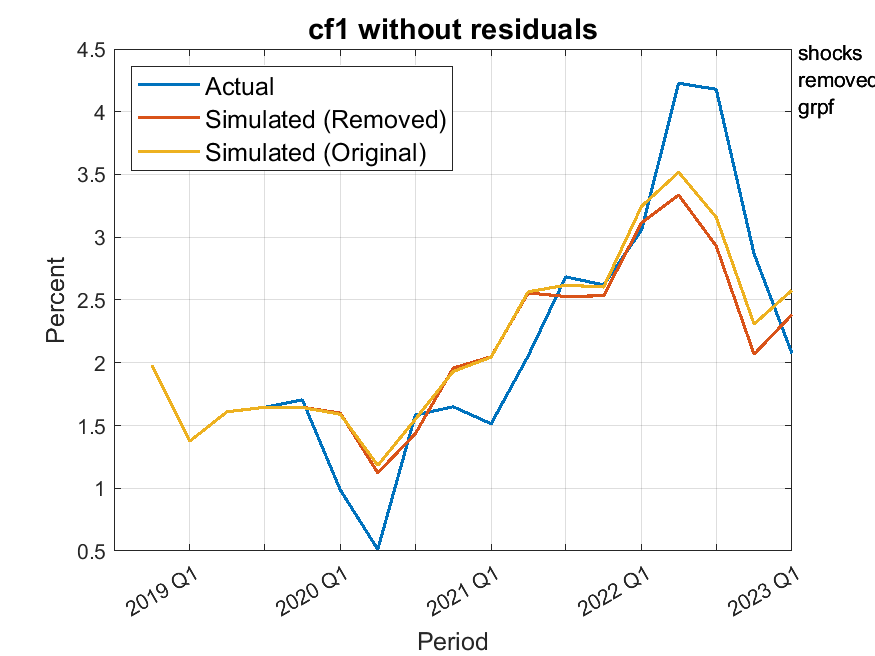 cf1 without residuals
shocks
removed
grpf
Actual
Simulated (Removed)
Simulated (Original)
4.5
4
3.5
3
2.5
2
1.5
1
0.5
Percent
2019 Q1
2020 Q1
2021 Q1
2022 Q1
2023 Q1
Period